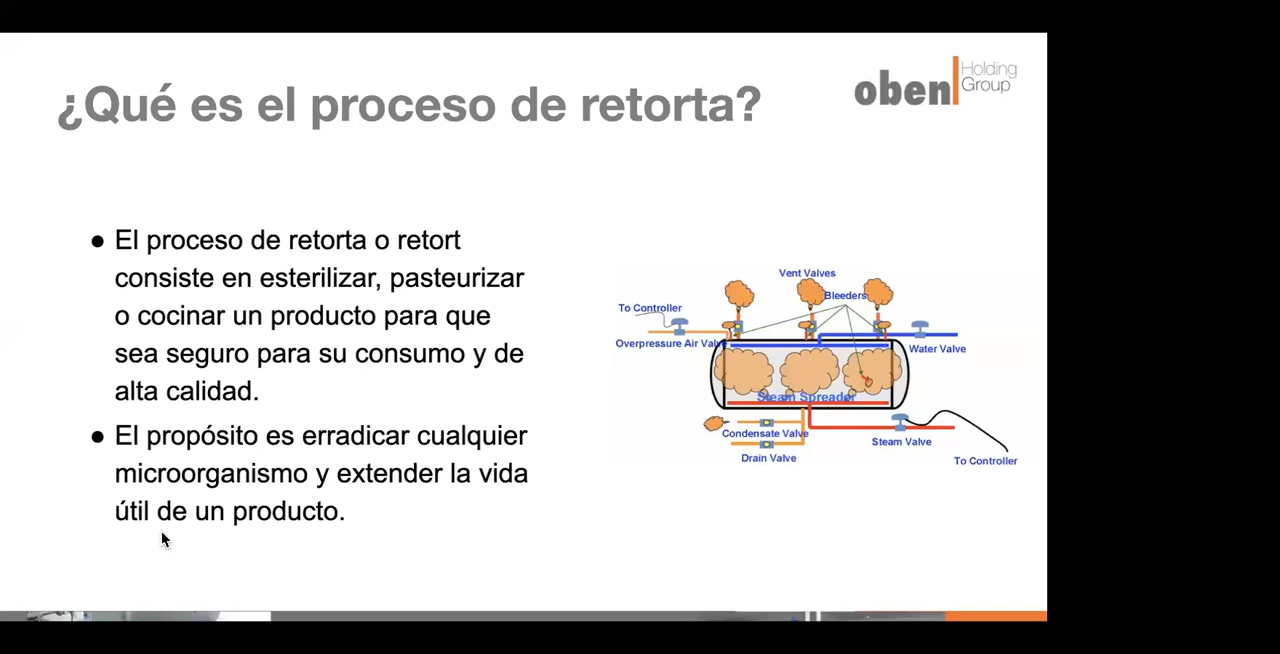 ¿Qué es el proceso de retorta?
oben
Holding
Group
● El proceso de retorta o retort
consiste en esterilizar, pasteurizar
o cocinar un producto para que
sea seguro para su consumo y de
alta calidad.
● El propósito es erradicar cualquier
microorganismo y extender la vida
útil de un producto.
Vent Valves
Bleeders
To Controller
Overpressure Air Valve
Water Valve
Steam Spreader
Condensate Valve
Steam Valve
Drain Valve
To Controller